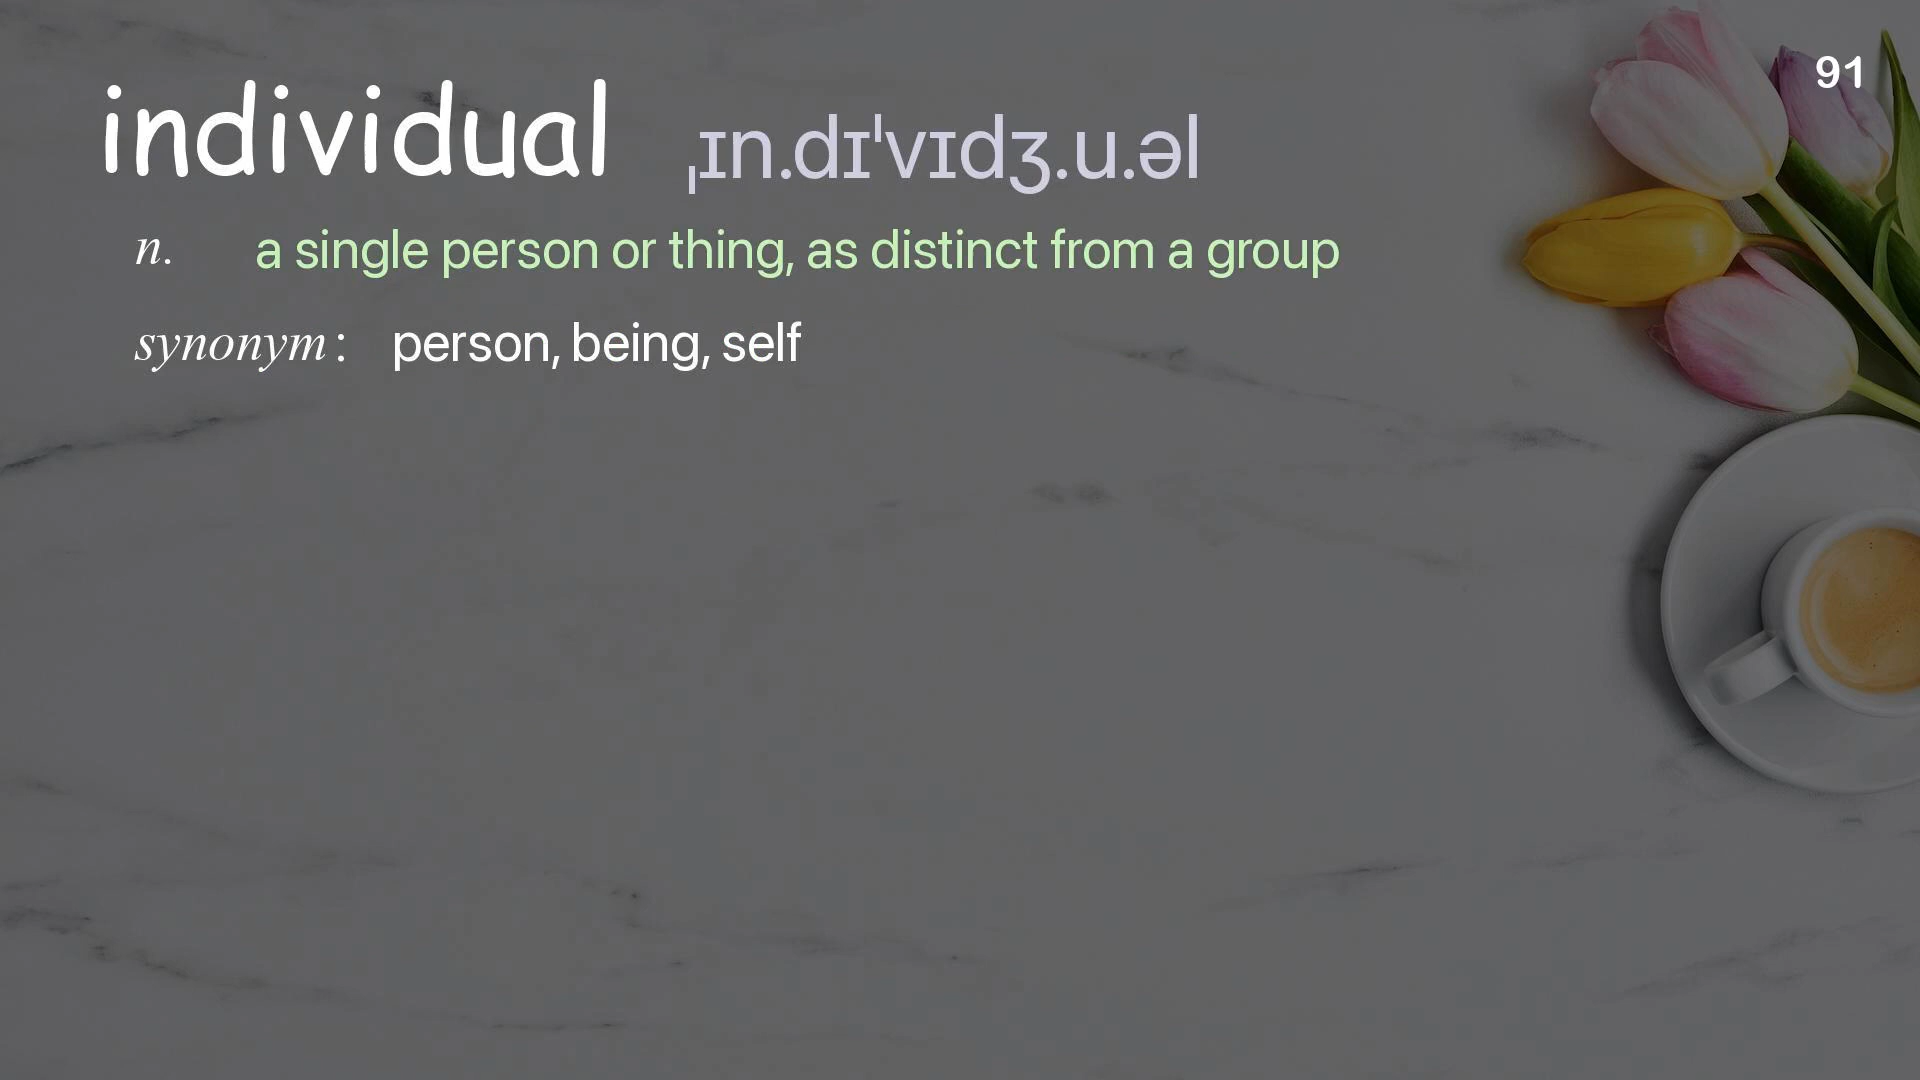 91
individual ˌɪn.dɪˈvɪdʒ.u.əl
n. a single person or thing, as distinct from a group
synonym: person, being, self